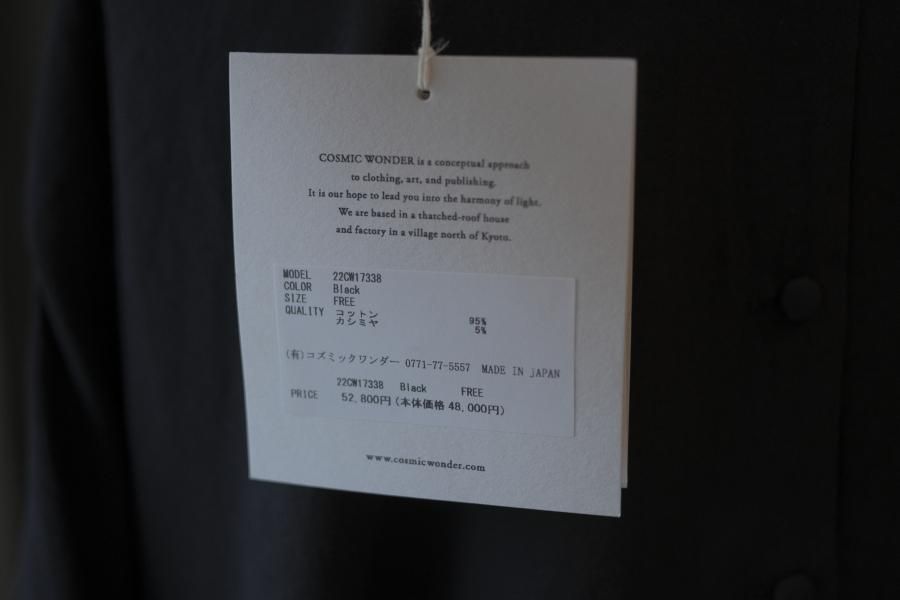 COSMIC WONDER is a conceptual approach
to clothing, art, and publishing.
It is our hope to lead you into the harmony of light.
We are based in a thatched-roof house
and factory in a village north of Kyoto.
MODEL 22CW17338
COLOR Black
SIZE FREE
QUALITY コットン 95%
カシミヤ 5%
(有)コズミックワンダー 0771-77-5557 MADE IN JAPAN
22CW17338 Black FREE
PRICE 52,800円(本体価格 48,000円)
www.cosmicwonder.com